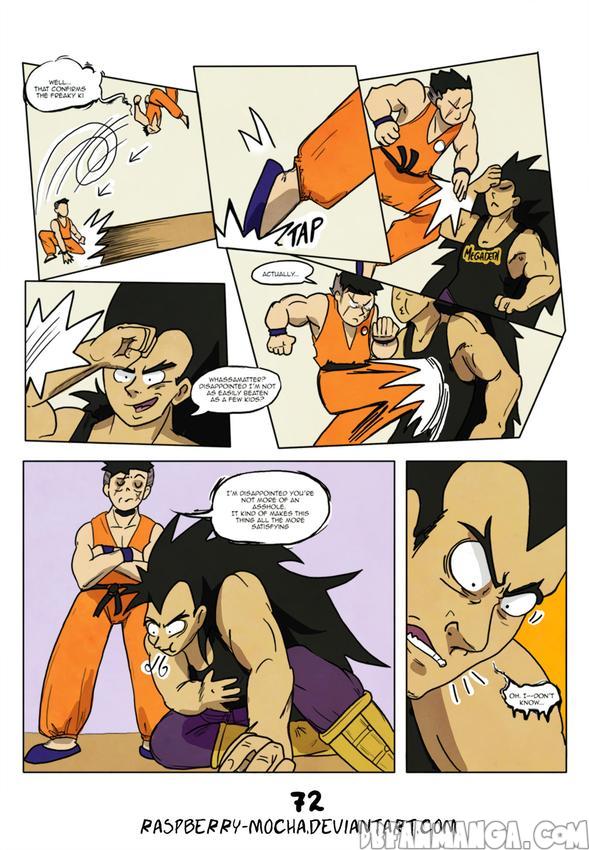 WELL...
THAT CONFIRMS
THE FREAKY KI
TAP
MEGADETH
ACTUALLY...
WHASSAMATTER?
DISAPPOINTED I'M NOT
AS EASILY BEATEN
AS A FEW KIDS?
I'M DISAPPOINTED YOU'RE
NOT MORE OF AN
ASSHOLE.
IT KIND OF MAKES THIS
THING ALL THE MORE
SATISFYING
OH, I--DON'T
KNOW...
72
RASPBERRY-MOCHA.DEVIANTART.COM
DBFANMANGA.COM